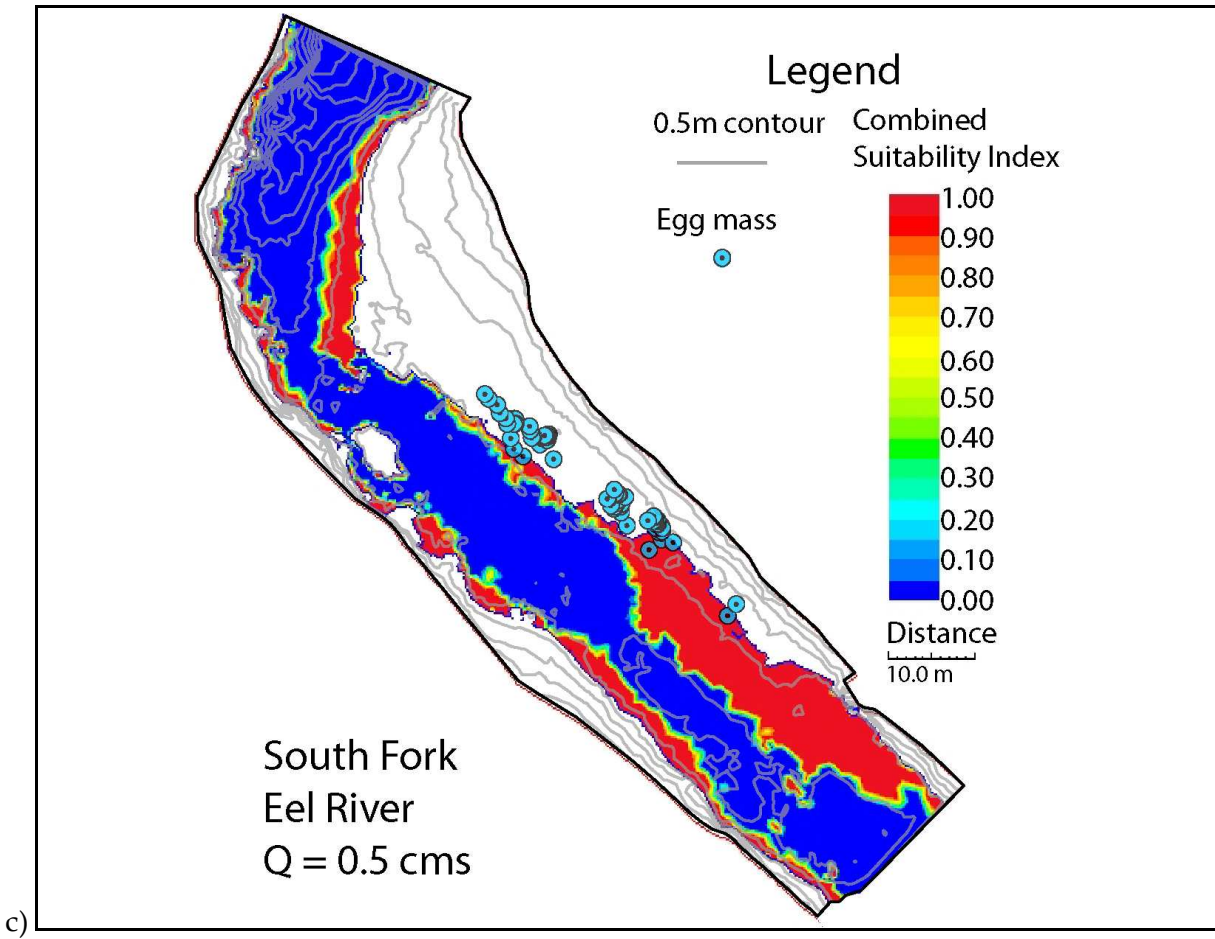 Legend
0.5m contour
Combined
Suitability Index
Egg mass
1.00
0.90
0.80
0.70
0.60
0.50
0.40
0.30
0.20
0.10
0.00
Distance
10.0 m
South Fork
Eel River
Q = 0.5 cms
c)